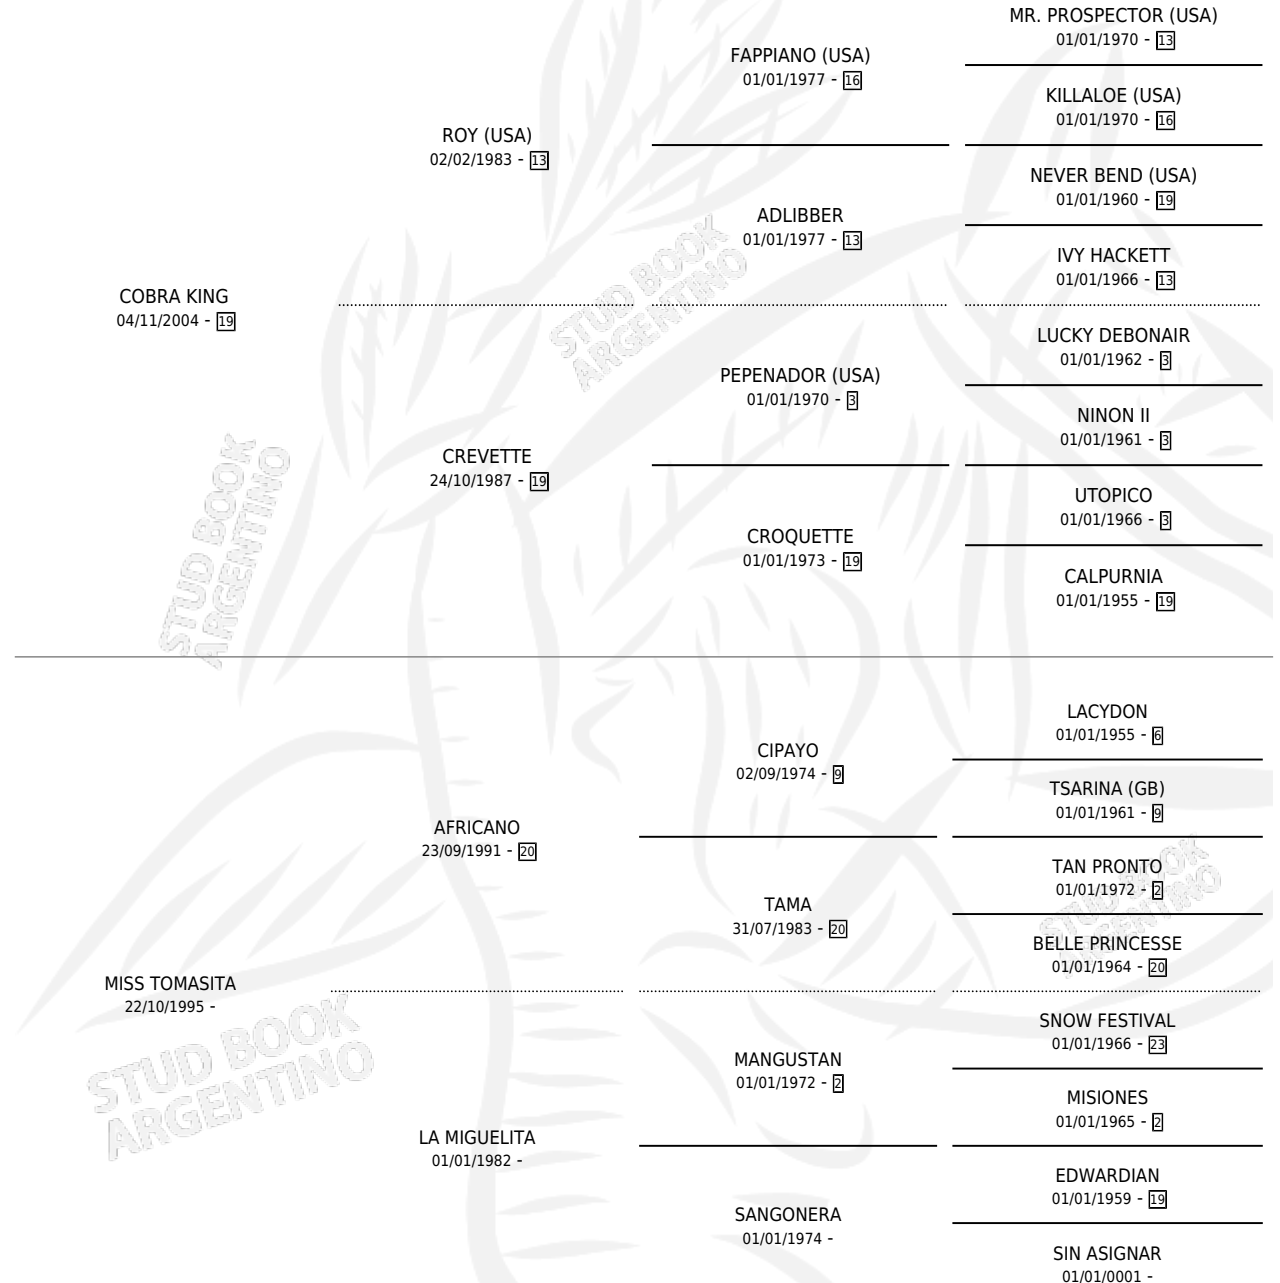 MR. PROSPECTOR (USA)
01/01/1970 - 13
FAPPIANO (USA)
01/01/1977 - 16
KILLALOE (USA)
01/01/1970 - 16
ROY (USA)
02/02/1983 - 13
NEVER BEND (USA)
01/01/1960 - 19
ADLIBBER
01/01/1977 - 13
IVY HACKETT
01/01/1966 - 13
COBRA KING
04/11/2004 - 19
LUCKY DEBONAIR
01/01/1962 - 3
PEPENADOR (USA)
01/01/1970 - 3
NINON II
01/01/1961 - 3
CREVETTE
24/10/1987 - 19
UTOPICO
01/01/1966 - 3
CROQUETTE
01/01/1973 - 19
CALPURNIA
01/01/1955 - 19
LACYDON
01/01/1955 - 6
CIPAYO
02/09/1974 - 9
TSARINA (GB)
01/01/1961 - 9
AFRICANO
23/09/1991 - 20
TAN PRONTO
01/01/1972 - 2
TAMA
31/07/1983 - 20
BELLE PRINCESSE
01/01/1964 - 20
MISS TOMASITA
22/10/1995 -
SNOW FESTIVAL
01/01/1966 - 23
MANGUSTAN
01/01/1972 - 2
MISIONES
01/01/1965 - 2
LA MIGUELITA
01/01/1982 -
EDWARDIAN
01/01/1959 - 19
SANGONERA
01/01/1974 -
SIN ASIGNAR
01/01/0001 -
STUD BOOK
ARGENTINO
STUD BOOK
ARGENTINO
STUD BOOK
ARGENTINO
STUD BOOK
ARGENTINO